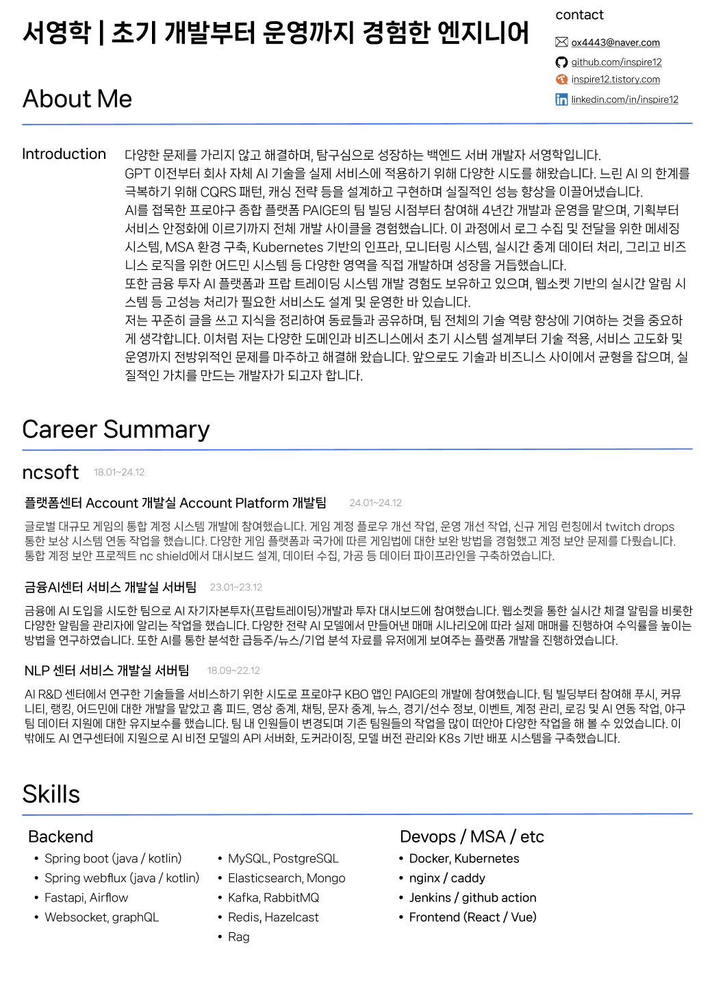 서영학 | 초기 개발부터 운영까지 경험한 엔지니어
contact
ox4443@naver.com
github.com/inspire12
inspire12.tistory.com
linkedin.com/in/inspire12
About Me
Introduction
다양한 문제를 가리지 않고 해결하며, 탐구심으로 성장하는 백엔드 서버 개발자 서영학입니다.
GPT 이전부터 회사 자체 AI 기술을 실제 서비스에 적용하기 위해 다양한 시도를 해왔습니다. 느린 AI 의 한계를
극복하기 위해 CQRS 패턴, 캐싱 전략 등을 설계하고 구현하며 실질적인 성능 향상을 이끌어냈습니다.
AI를 접목한 프로야구 종합 플랫폼 PAIGE의 팀 빌딩 시점부터 참여해 4년간 개발과 운영을 맡으며, 기획부터
서비스 안정화에 이르기까지 전체 개발 사이클을 경험했습니다. 이 과정에서 로그 수집 및 전달을 위한 메세징
시스템, MSA 환경 구축, Kubernetes 기반의 인프라, 모니터링 시스템, 실시간 중계 데이터 처리, 그리고 비즈
니스 로직을 위한 어드민 시스템 등 다양한 영역을 직접 개발하며 성장을 거듭했습니다.
또한 금융 투자 AI 플랫폼과 프랍 트레이딩 시스템 개발 경험도 보유하고 있으며, 웹소켓 기반의 실시간 알림 시
스템 등 고성능 처리가 필요한 서비스도 설계 및 운영한 바 있습니다.
저는 꾸준히 글을 쓰고 지식을 정리하여 동료들과 공유하며, 팀 전체의 기술 역량 향상에 기여하는 것을 중요하
게 생각합니다. 이처럼 저는 다양한 도메인과 비즈니스에서 초기 시스템 설계부터 기술 적용, 서비스 고도화 및
운영까지 전방위적인 문제를 마주하고 해결해 왔습니다. 앞으로도 기술과 비즈니스 사이에서 균형을 잡으며, 실
질적인 가치를 만드는 개발자가 되고자 합니다.
Career Summary
ncsoft 18.01~24.12
플랫폼센터 Account 개발실 Account Platform 개발팀 24.01~24.12
글로벌 대규모 게임의 통합 계정 시스템 개발에 참여했습니다. 게임 계정 플로우 개선 작업, 운영 개선 작업, 신규 게임 런칭에서 twitch drops
통한 보상 시스템 연동 작업을 했습니다. 다양한 게임 플랫폼과 국가에 따른 게임법에 대한 보완 방법을 경험했고 계정 보안 문제를 다뤘습니다.
통합 계정 보안 프로젝트 nc shield에서 대시보드 설계, 데이터 수집, 가공 등 데이터 파이프라인을 구축하였습니다.
금융AI센터 서비스 개발실 서버팀 23.01~23.12
금융에 AI 도입을 시도한 팀으로 AI 자기자본투자(프랍트레이딩)개발과 투자 대시보드에 참여했습니다. 웹소켓을 통한 실시간 체결 알림을 비롯한
다양한 알림을 관리자에 알리는 작업을 했습니다. 다양한 전략 AI 모델에서 만들어낸 매매 시나리오에 따라 실제 매매를 진행하여 수익률을 높이는
방법을 연구하였습니다. 또한 AI를 통한 분석한 급등주/뉴스/기업 분석 자료를 유저에게 보여주는 플랫폼 개발을 진행하였습니다.
NLP 센터 서비스 개발실 서버팀 18.09~22.12
AI R&D 센터에서 연구한 기술들을 서비스하기 위한 시도로 프로야구 KBO 앱인 PAIGE의 개발에 참여했습니다. 팀 빌딩부터 참여해 푸시, 커뮤
니티, 랭킹, 어드민에 대한 개발을 맡았고 홈 피드, 영상 중계, 채팅, 문자 중계, 뉴스, 경기/선수 정보, 이벤트, 계정 관리, 로깅 및 AI 연동 작업, 야구
팀 데이터 지원에 대한 유지보수를 했습니다. 팀 내 인원들이 변경되며 기존 팀원들의 작업을 많이 떠안아 다양한 작업을 해 볼 수 있었습니다. 이
밖에도 AI 연구센터에 지원으로 AI 비전 모델의 API 서버화, 도커라이징, 모델 버전 관리와 K8s 기반 배포 시스템을 구축했습니다.
Skills
Backend
• Spring boot (java / kotlin)
• Spring webflux (java / kotlin)
• Fastapi, Airflow
• Websocket, graphQL
• MySQL, PostgreSQL
• Elasticsearch, Mongo
• Kafka, RabbitMQ
• Redis, Hazelcast
• Rag
Devops / MSA / etc
• Docker, Kubernetes
• nginx / caddy
• Jenkins / github action
• Frontend (React / Vue)